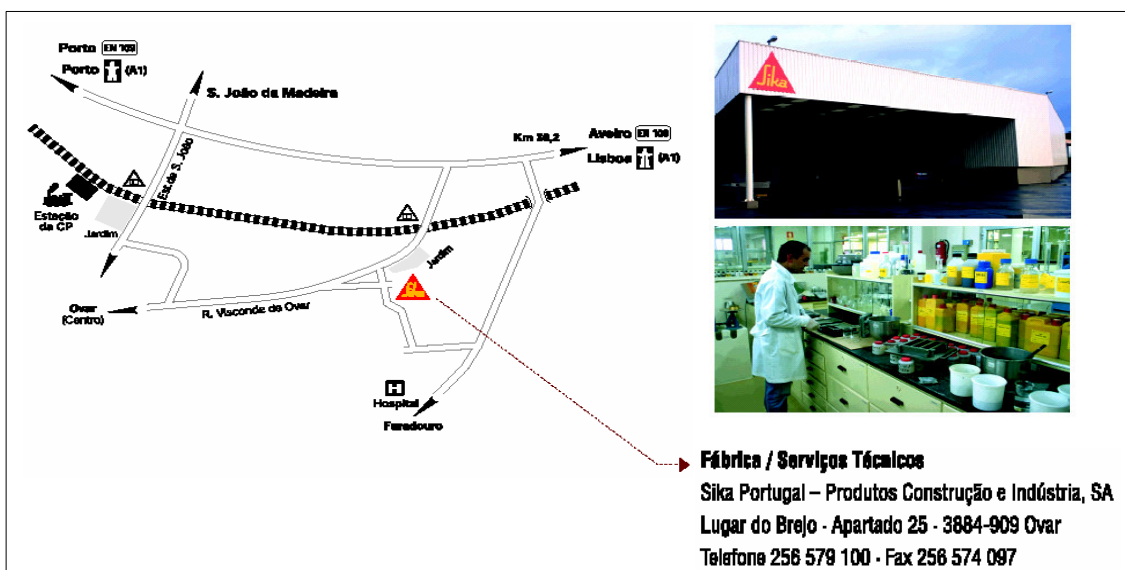 Porto EN 109
Porto (A1)
S. João da Madeira
Est. de S. João
Km 38,2
Aveiro EN 109
Lisboa (A1)
Estação
da CP
Jardim
Jardim
Ovar
(Centro)
R. Visconde de Ovar
H
Hospital
Furadouro
Sika
Fábrica / Serviços Técnicos
Sika Portugal – Produtos Construção e Indústria, SA
Lugar do Brejo - Apartado 25 - 3884-909 Ovar
Telefone 256 579 100 - Fax 256 574 097